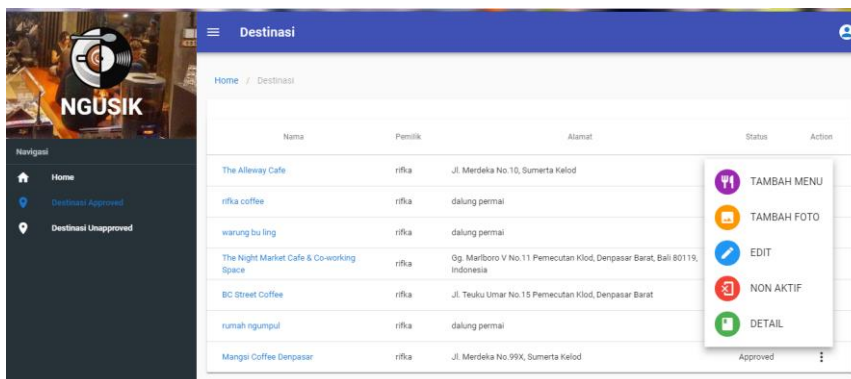 NGUSIK
Navigasi
Home
Destinasi Approved
Destinasi Unapproved
Destinasi
Home / Destinasi
Nama Pemilik Alamat Status Action
The Alleway Cafe rifka Jl. Merdeka No.10, Sumerta Kelod
rifka coffee rifka dalung permai
warung bu ling rifka dalung permai
The Night Market Cafe & Co-working
Space rifka Gg. Marlboro V No.11 Pemecutan Klod, Denpasar Barat, Bali 80119,
Indonesia
BC Street Coffee rifka Jl. Teuku Umar No.15 Pemecutan Klod, Denpasar Barat
rumah ngumpul rifka dalung permai
Mangsi Coffee Denpasar rifka Jl. Merdeka No.99X, Sumerta Kelod Approved
TAMBAH MENU
TAMBAH FOTO
EDIT
NON AKTIF
DETAIL